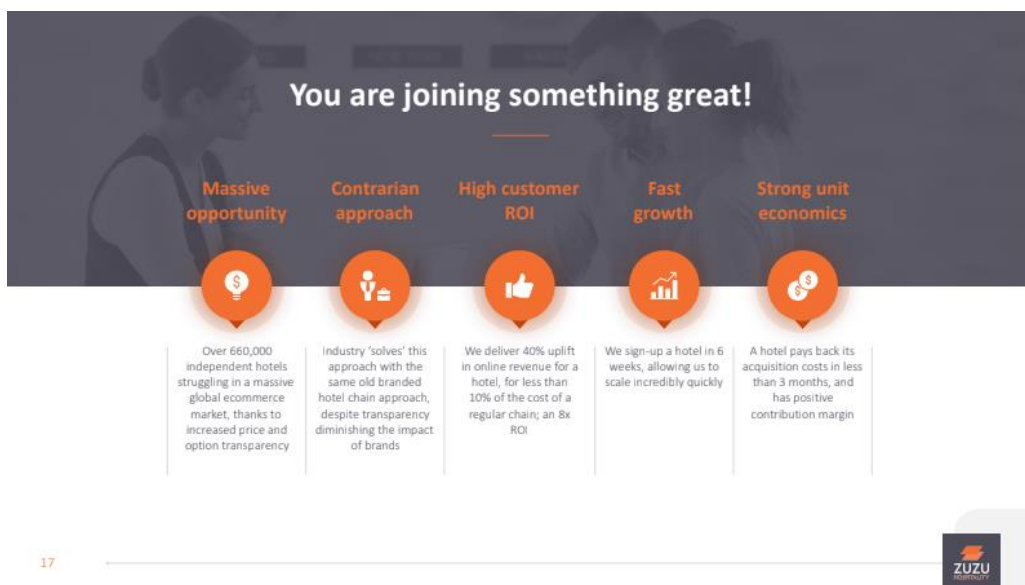 You are joining something great!
Massive
opportunity
Over 660,000
independent hotels
struggling in a massive
global ecommerce
market, thanks to
increased price and
option transparency
Contrarian
approach
Industry 'solves' this
approach with the
same old branded
hotel chain approach,
despite transparency
diminishing the impact
of brands
High customer
ROI
We deliver 40% uplift
in online revenue for a
hotel, for less than
10% of the cost of a
regular chain; an 8x
ROI
Fast
growth
We sign-up a hotel in 6
weeks, allowing us to
scale incredibly quickly
Strong unit
economics
A hotel pays back its
acquisition costs in less
than 3 months, and
has positive
contribution margin
17
ZUZU
HOSPITALITY